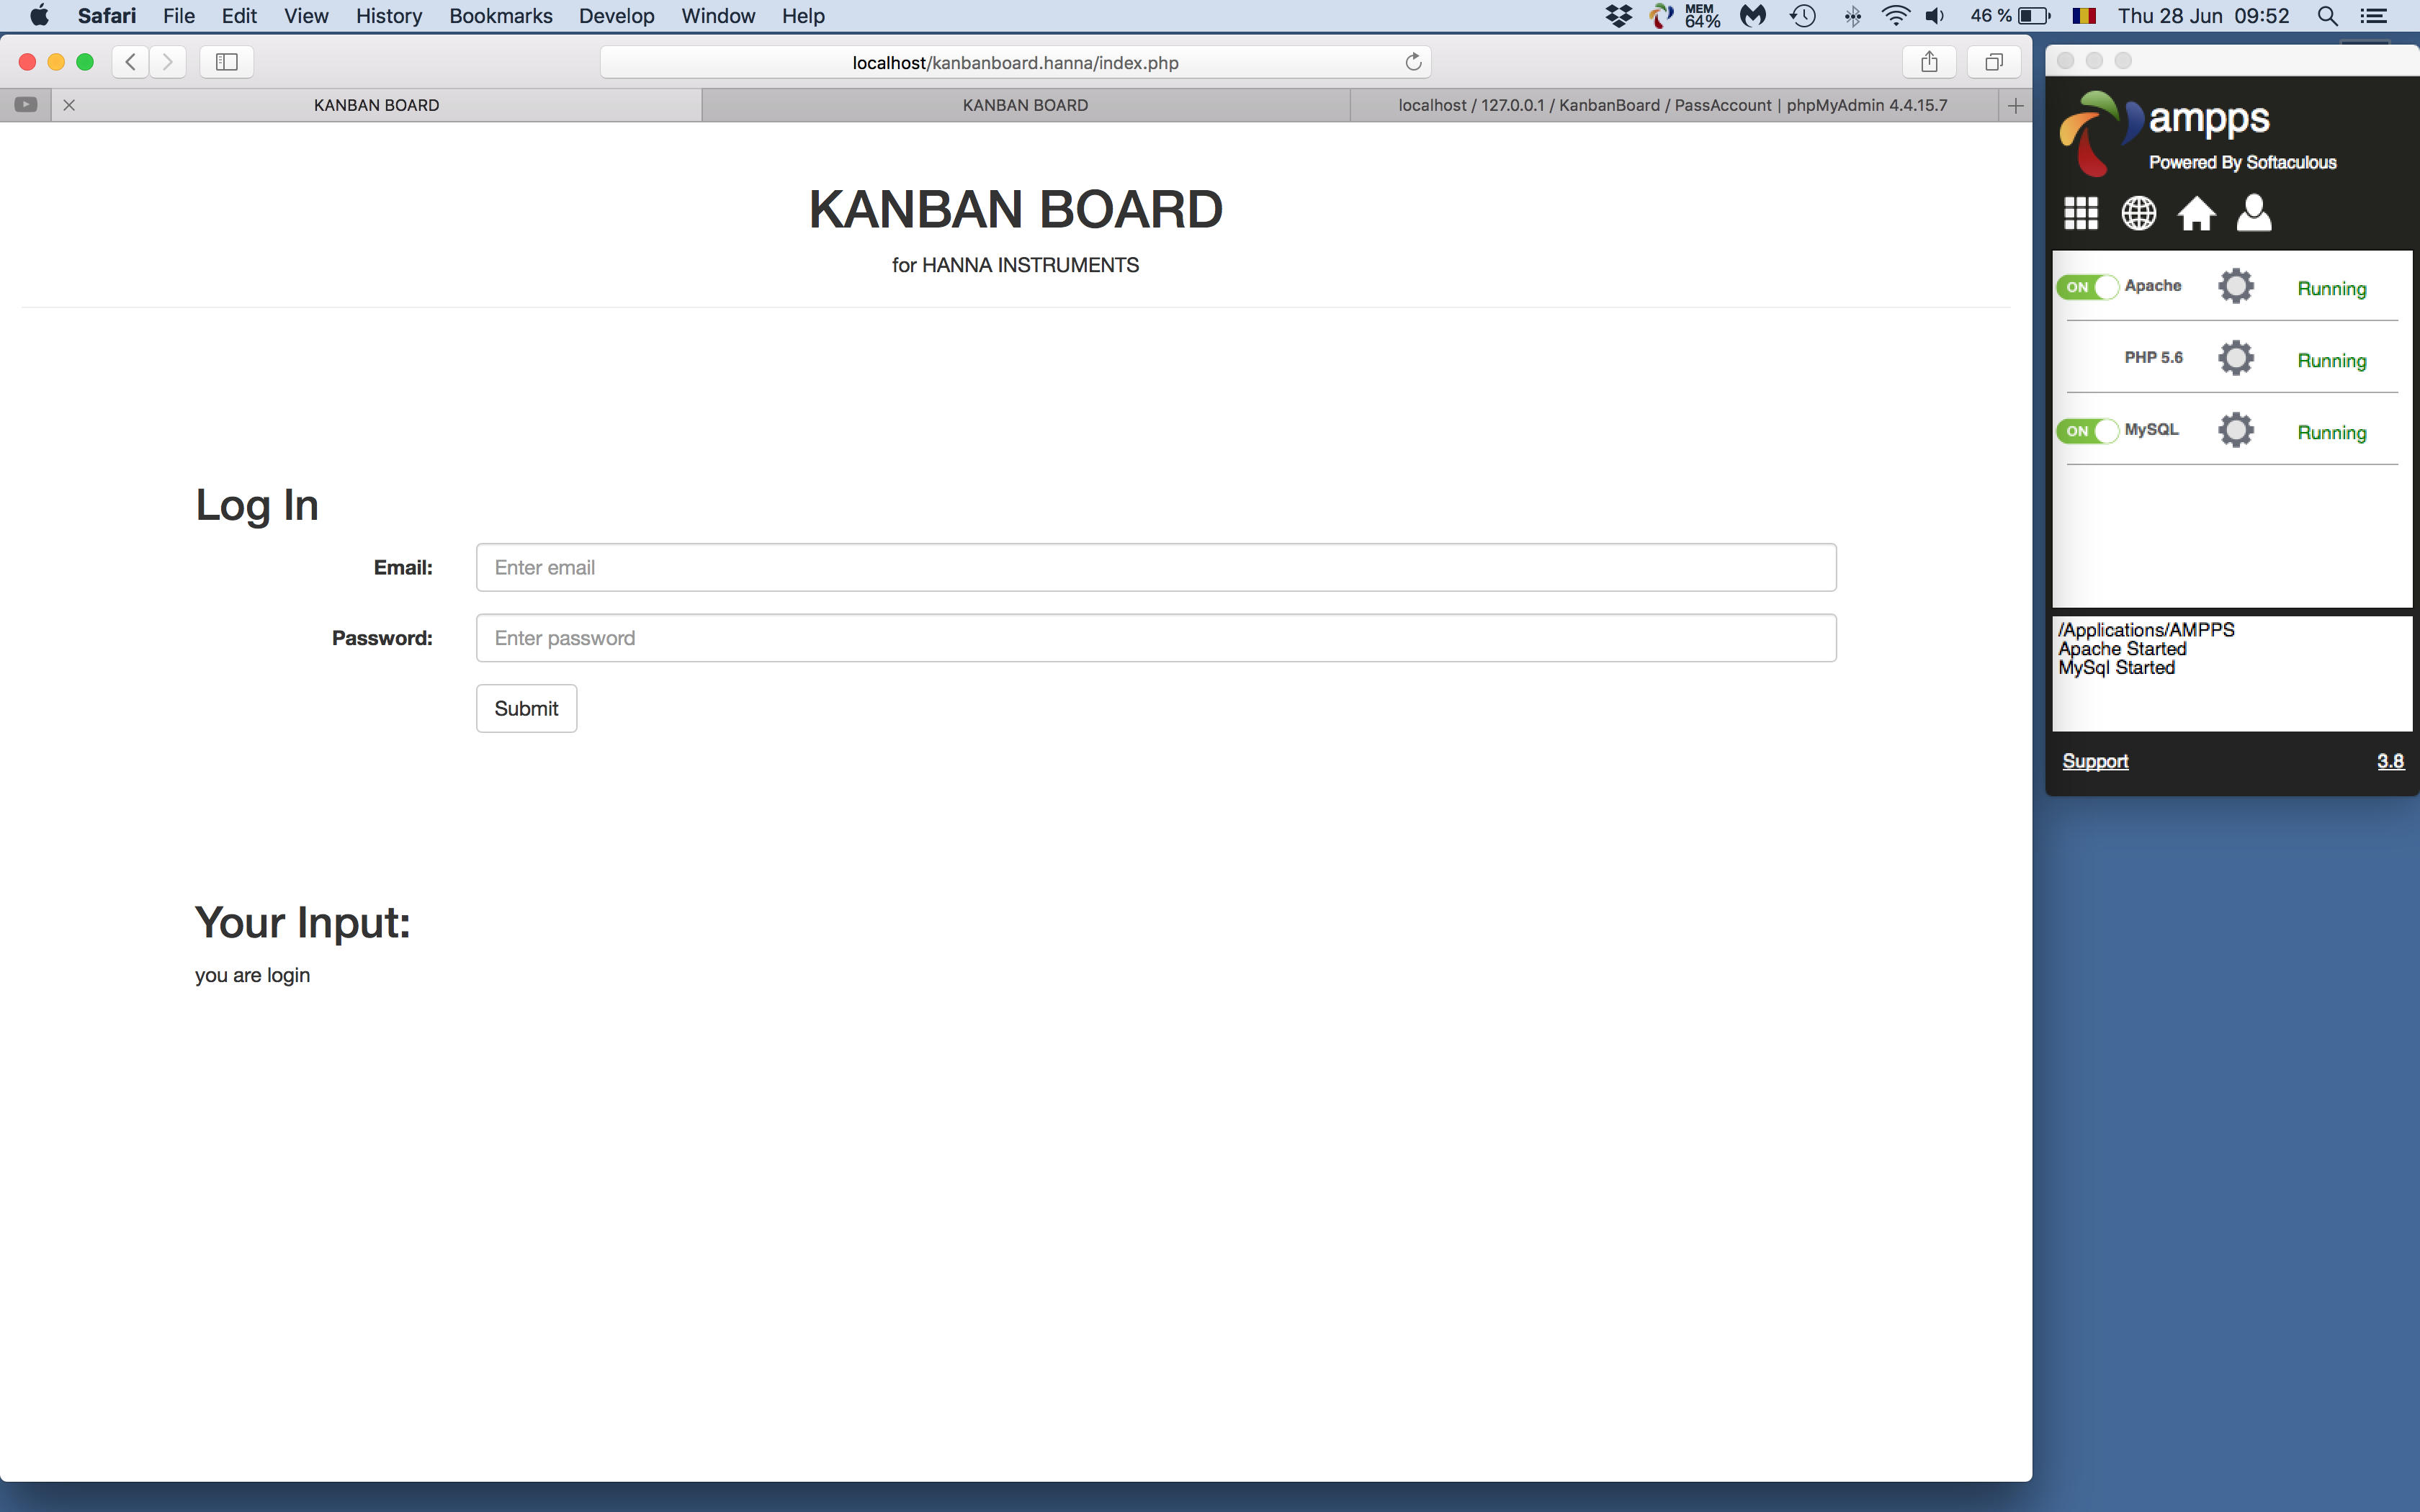 Safari File Edit View History Bookmarks Develop Window Help MEM 64% 46 % Thu 28 Jun 09:52
localhost/kanbanboard.hanna/index.php
KANBAN BOARD KANBAN BOARD localhost / 127.0.0.1 / KanbanBoard / PassAccount | phpMyAdmin 4.4.15.7
KANBAN BOARD
for HANNA INSTRUMENTS
Log In
Email: Enter email
Password: Enter password
Submit
Your Input:
you are login
ampps
Powered By Softaculous
ON Apache Running
PHP 5.6 Running
ON MySQL Running
/Applications/AMPPS
Apache Started
MySql Started
Support 3.8